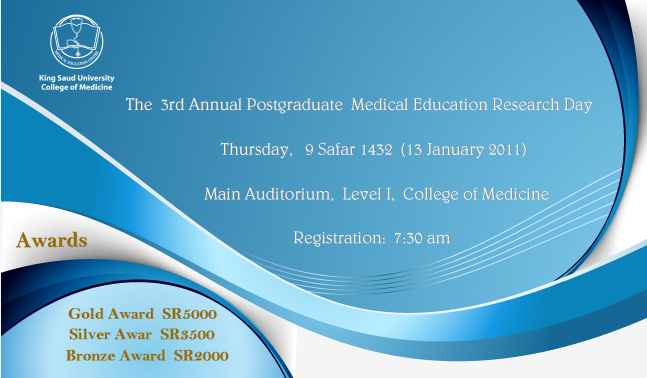 King Saud University
College of Medicine
The 3rd Annual Postgraduate Medical Education Research Day
Thursday, 9 Safar 1432 (13 January 2011)
Main Auditorium, Level I, College of Medicine
Registration: 7:30 am
Awards
Gold Award SR5000
Silver Awar SR3500
Bronze Award SR2000